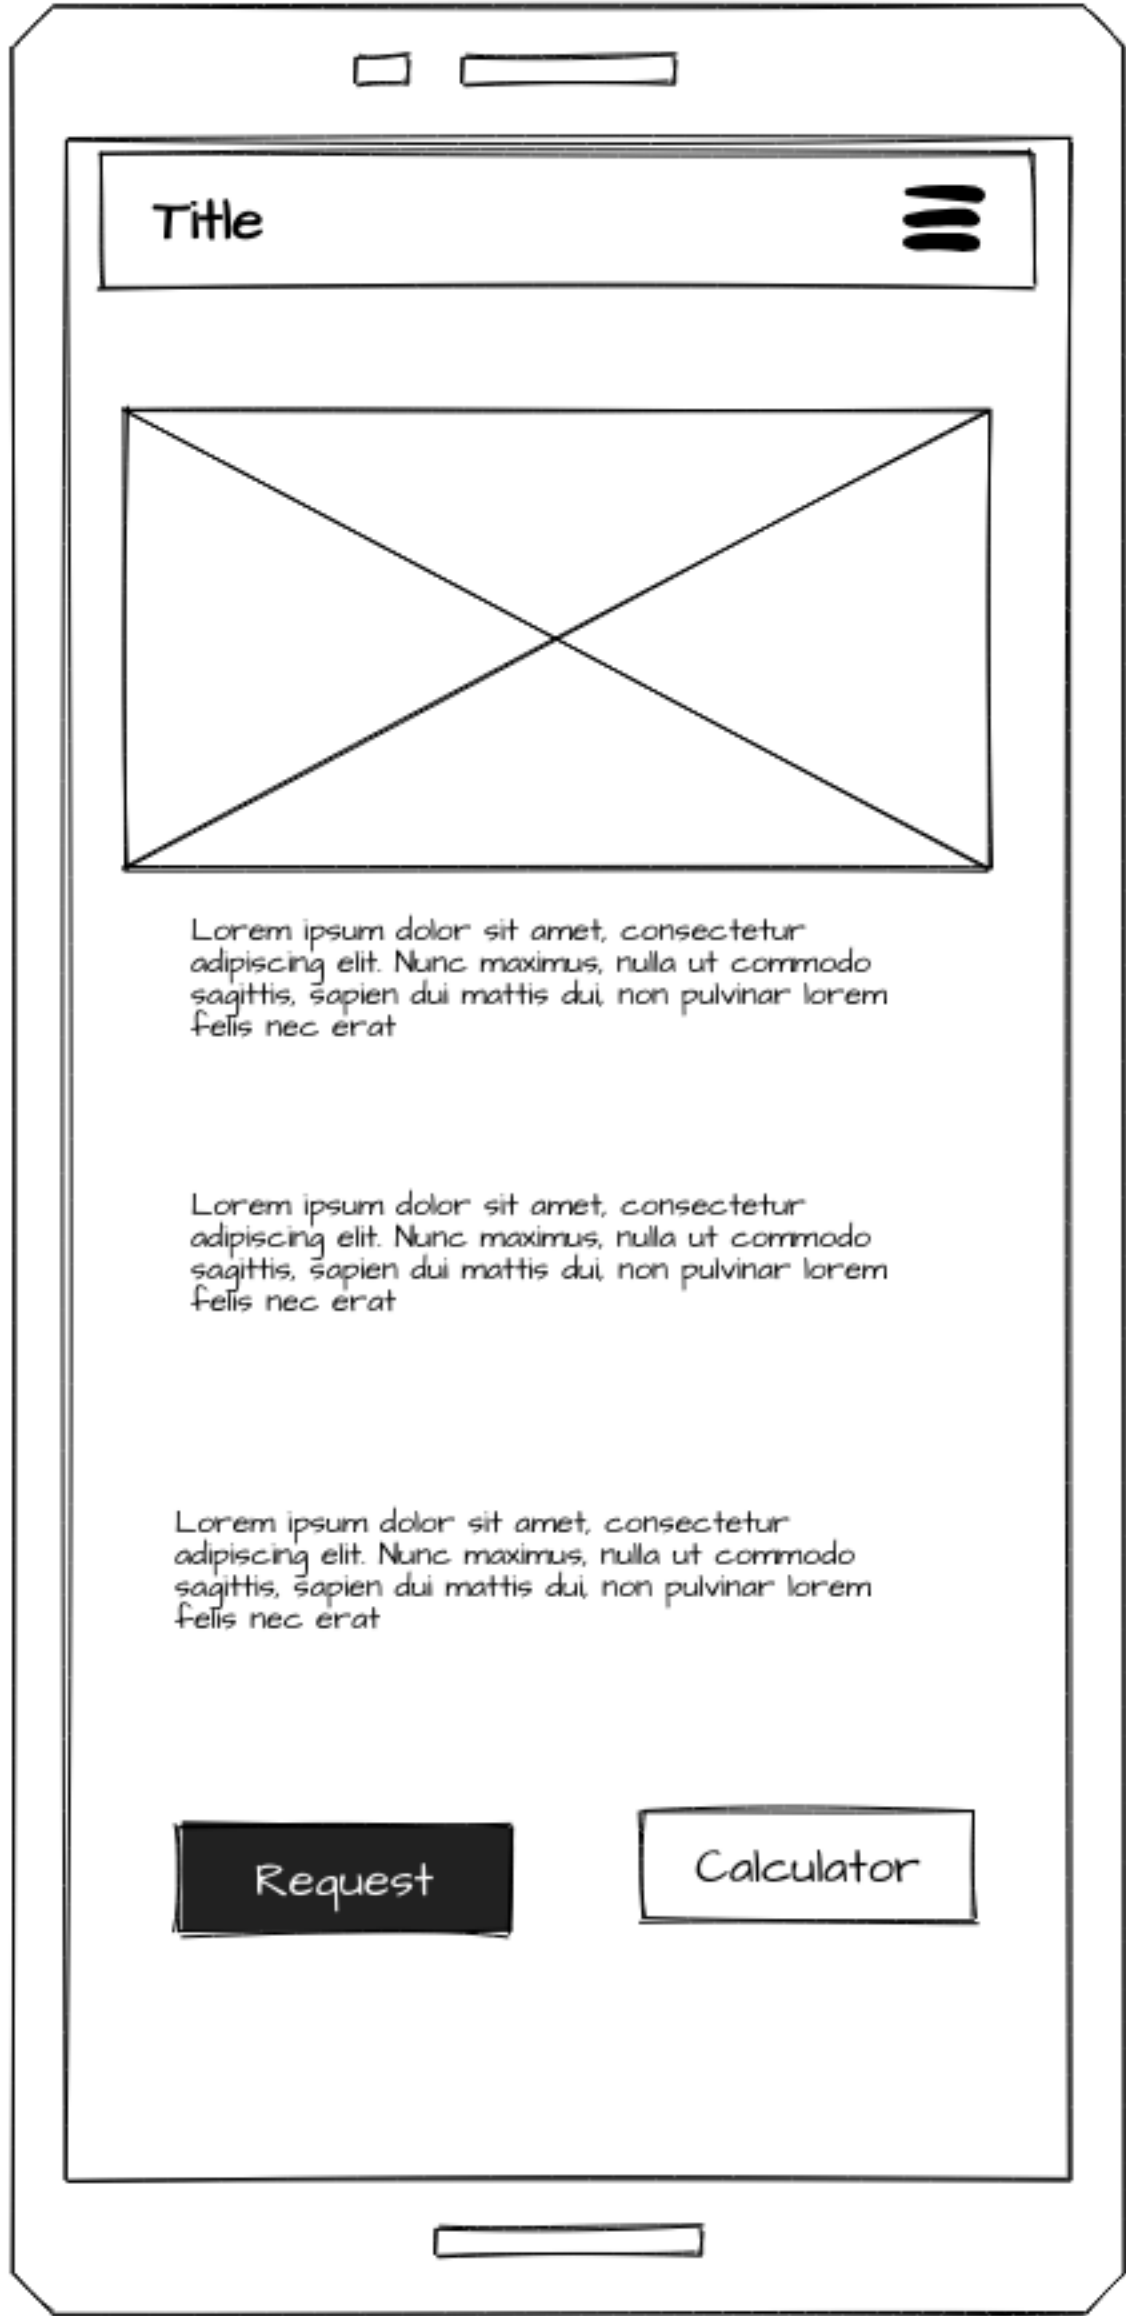 Title
Lorem ipsum dolor sit amet, consectetur
adipiscing elit. Nunc maximus, nulla ut commodo
sagittis, sapien dui mattis dui, non pulvinar lorem
felis nec erat
Lorem ipsum dolor sit amet, consectetur
adipiscing elit. Nunc maximus, nulla ut commodo
sagittis, sapien dui mattis dui, non pulvinar lorem
felis nec erat
Lorem ipsum dolor sit amet, consectetur
adipiscing elit. Nunc maximus, nulla ut commodo
sagittis, sapien dui mattis dui, non pulvinar lorem
felis nec erat
Request
Calculator